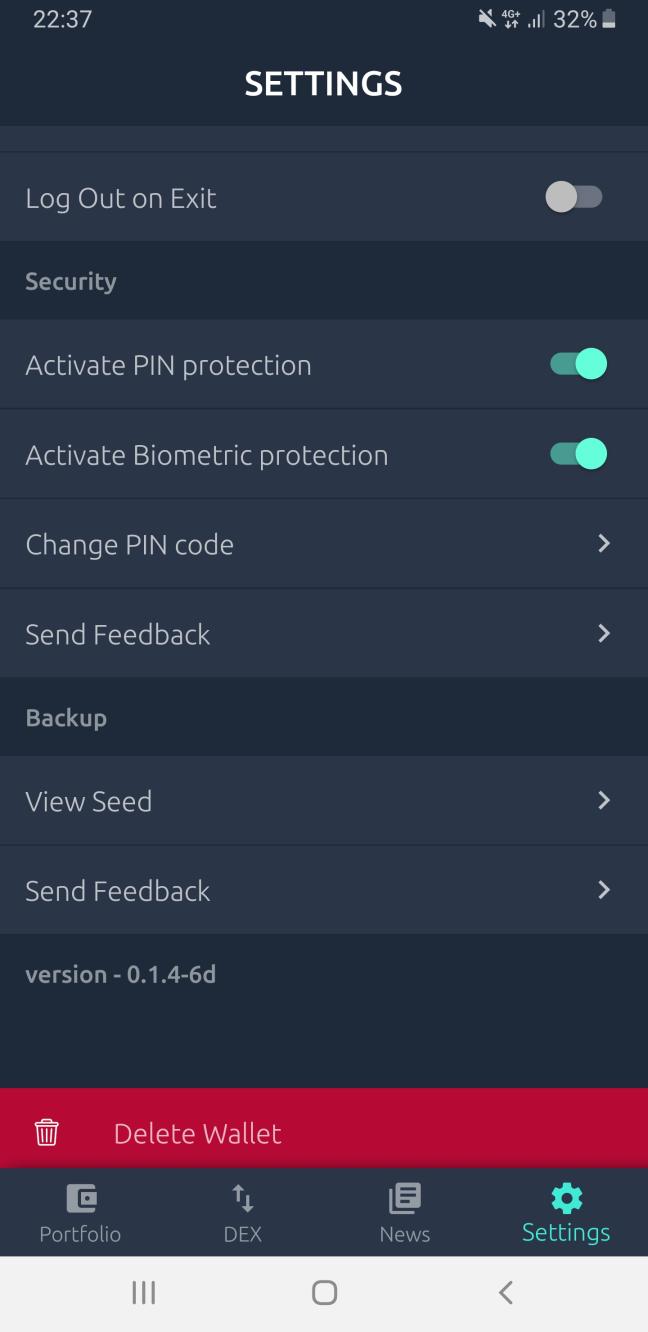 22:37
4G+ 32%
SETTINGS
Log Out on Exit
Security
Activate PIN protection
Activate Biometric protection
Change PIN code
Send Feedback
Backup
View Seed
Send Feedback
version - 0.1.4-6d
Delete Wallet
Portfolio DEX News Settings